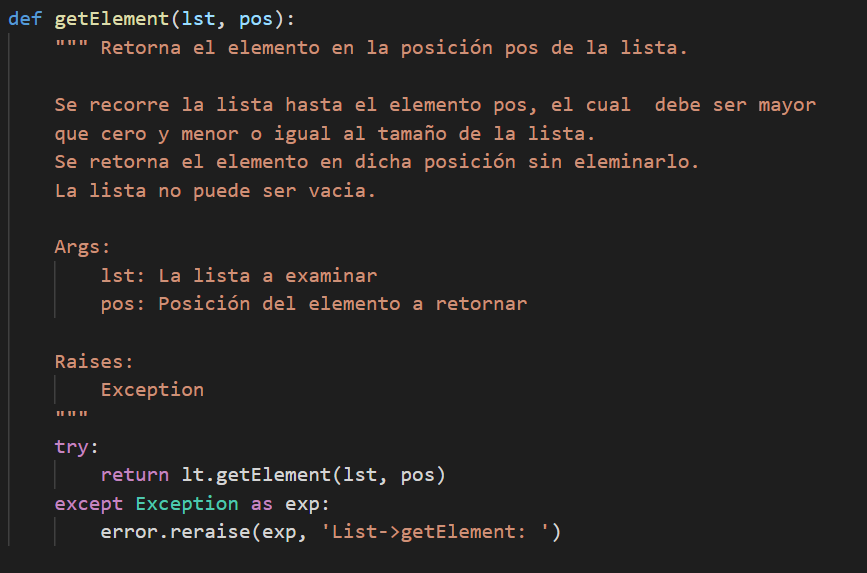 def getElement(lst, pos):
    """ Retorna el elemento en la posición pos de la lista.

    Se recorre la lista hasta el elemento pos, el cual  debe ser mayor
    que cero y menor o igual al tamaño de la lista.
    Se retorna el elemento en dicha posición sin eleminarlo.
    La lista no puede ser vacia.

    Args:
        lst: La lista a examinar
        pos: Posición del elemento a retornar

    Raises:
        Exception
    """
    try:
        return lt.getElement(lst, pos)
    except Exception as exp:
        error.reraise(exp, 'List->getElement: ')